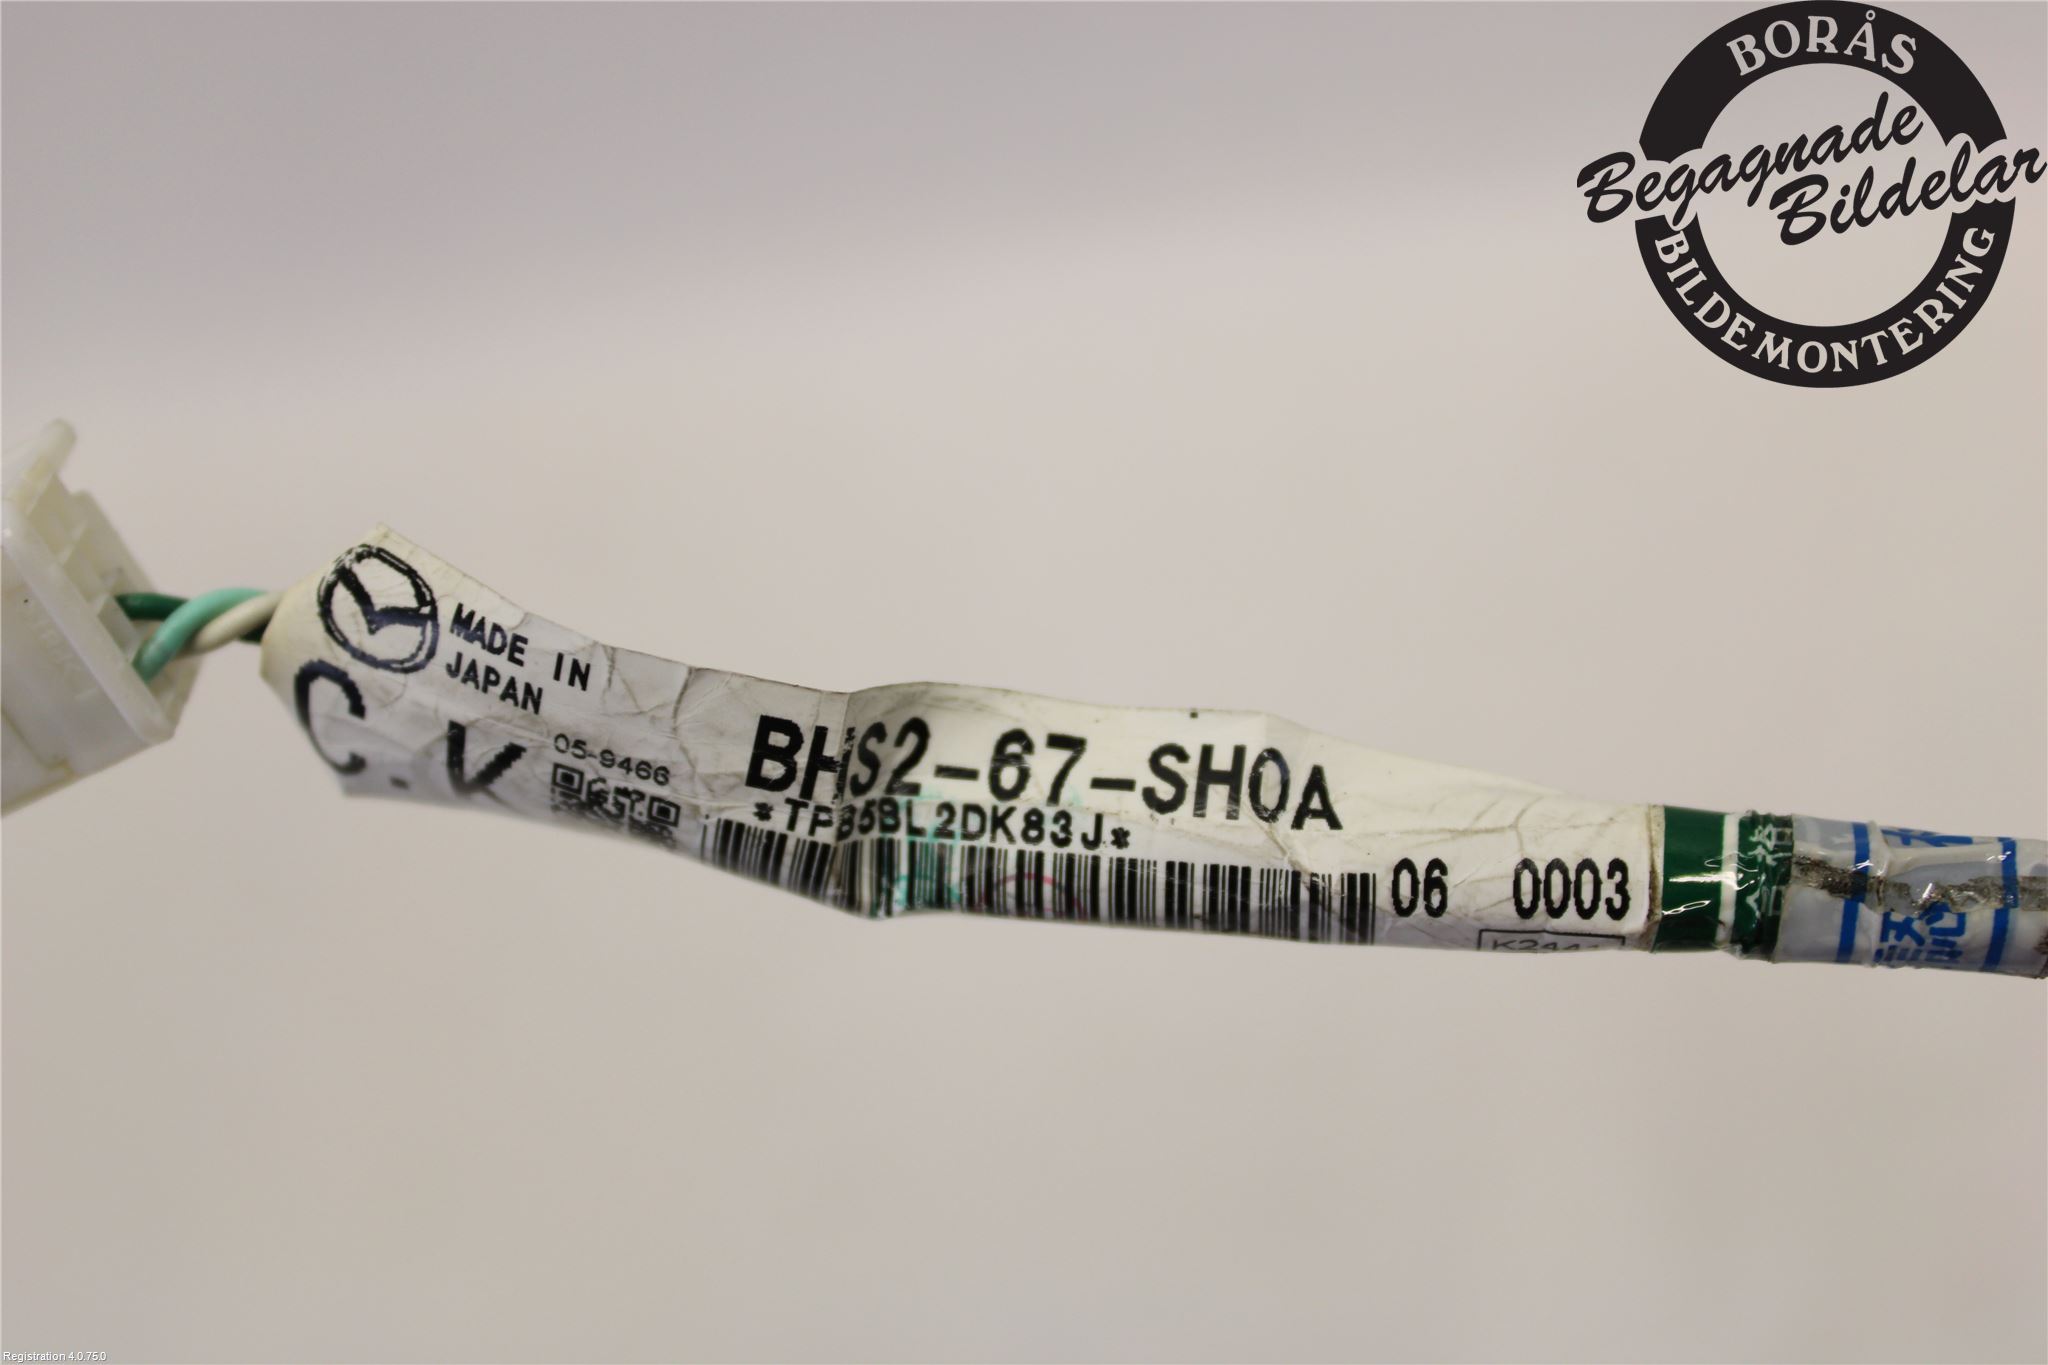 BORÅS
Begagnade
Bildelar
BILDEMONTERING
MADE IN
JAPAN
C.V
05-9466
BHS2-67-SH0A
*TPB5BL2DK83J*
06 0003
Registration 4.0.75.0